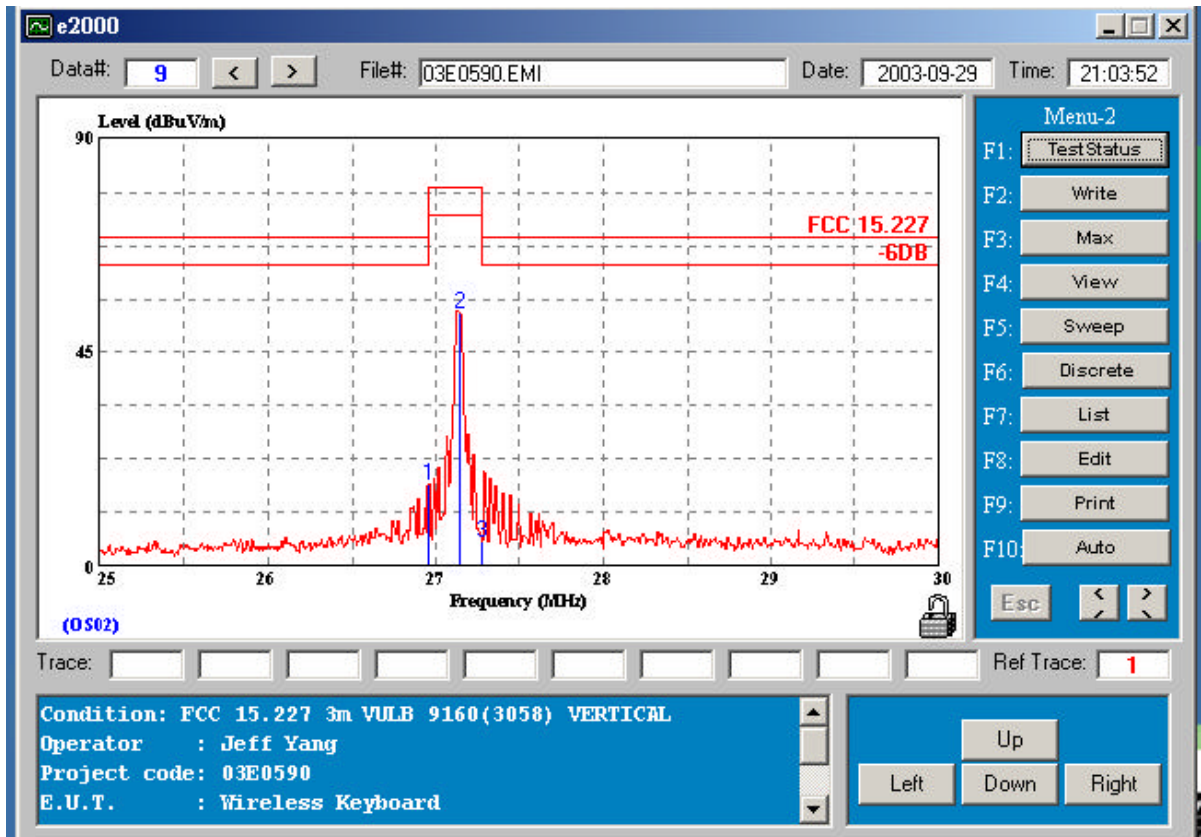 e2000
Data#: 9 < > File#: 03E0590.EMI Date: 2003-09-29 Time: 21:03:52
Level (dBuV/m)
90
FCC 15.227
-6DB
2
45
1
3
0
25 26 27 28 29 30
Frequency (MHz)
(OS02)
Menu-2
F1: TestStatus
F2: Write
F3: Max
F4: View
F5: Sweep
F6: Discrete
F7: List
F8: Edit
F9: Print
F10: Auto
Esc
Trace: Ref Trace: 1
Condition: FCC 15.227 3m VULB 9160(3058) VERTICAL
Operator : Jeff Yang
Project code: 03E0590
E.U.T. : Wireless Keyboard
Up
Left Down Right